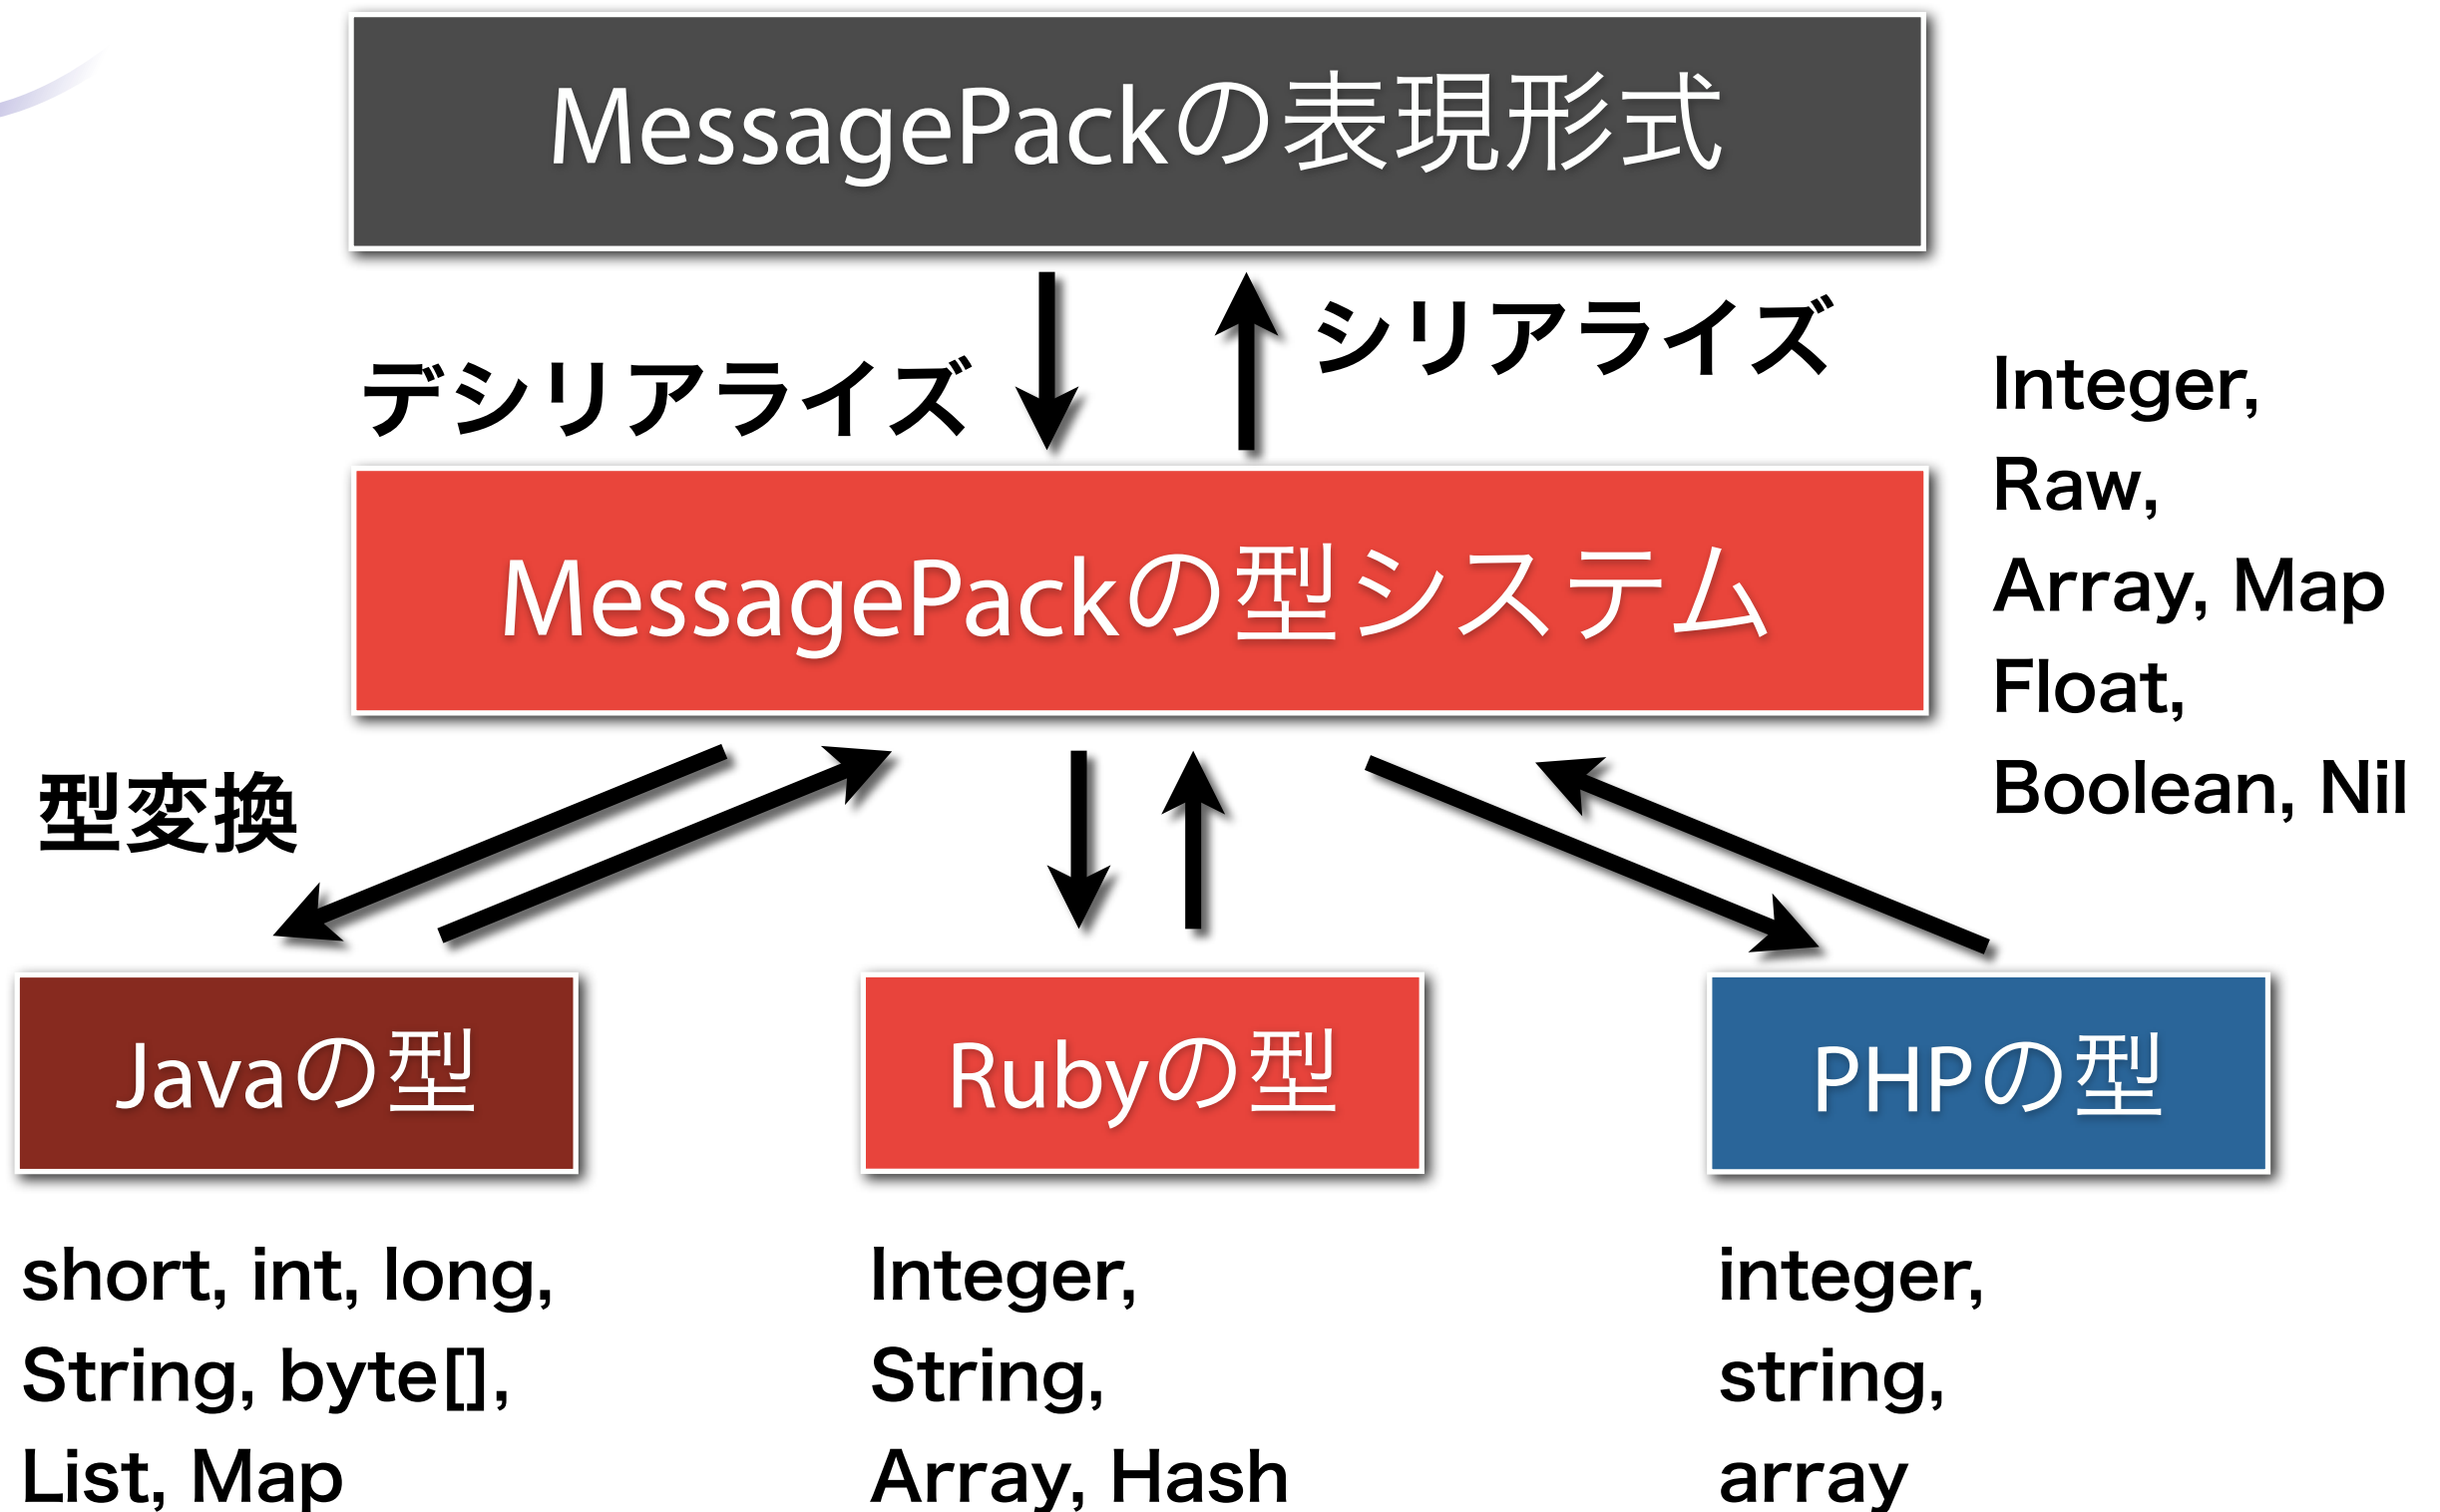 MessagePackの表現形式
シリアライズ
デシリアライズ
Integer,
Raw,
Array, Map
Float,
Boolean, Nil
MessagePackの型システム
型変換
Javaの型
Rubyの型
PHPの型
short, int, long,
String, byte[],
List, Map
Integer,
String,
Array, Hash
integer,
string,
array